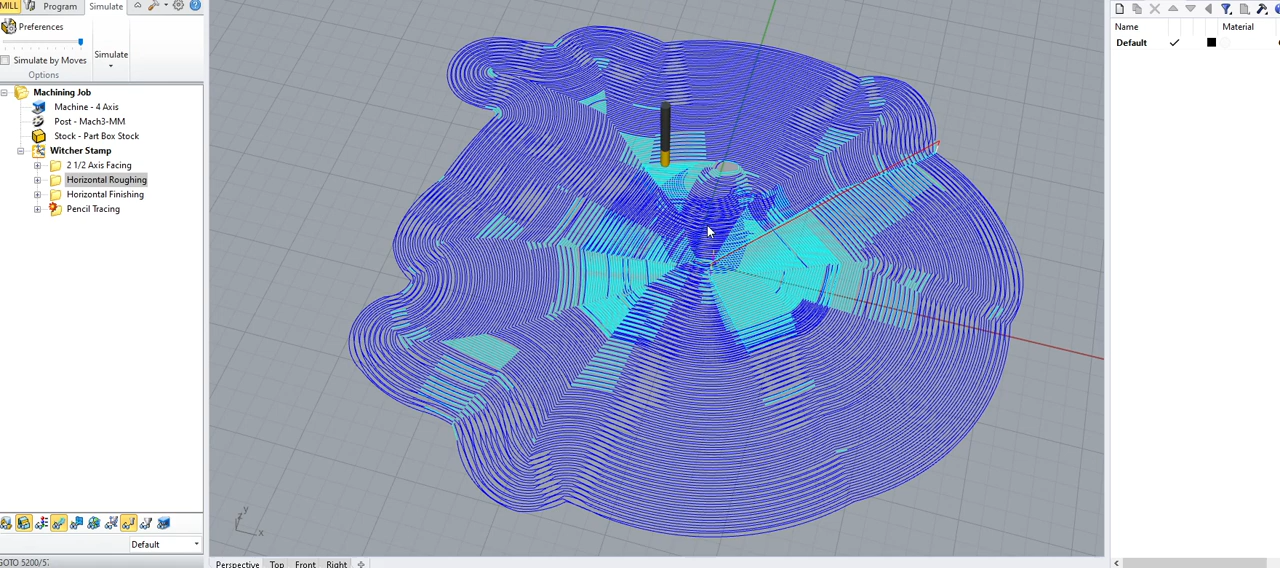 MILL Program Simulate
Preferences
Simulate by Moves
Options
Simulate
Machining Job
Machine - 4 Axis
Post - Mach3-MM
Stock - Part Box Stock
Witcher Stamp
2 1/2 Axis Facing
Horizontal Roughing
Horizontal Finishing
Pencil Tracing
Default
GOTO 5200/5
z
y
x
Perspective Top Front Right
Name Material
Default